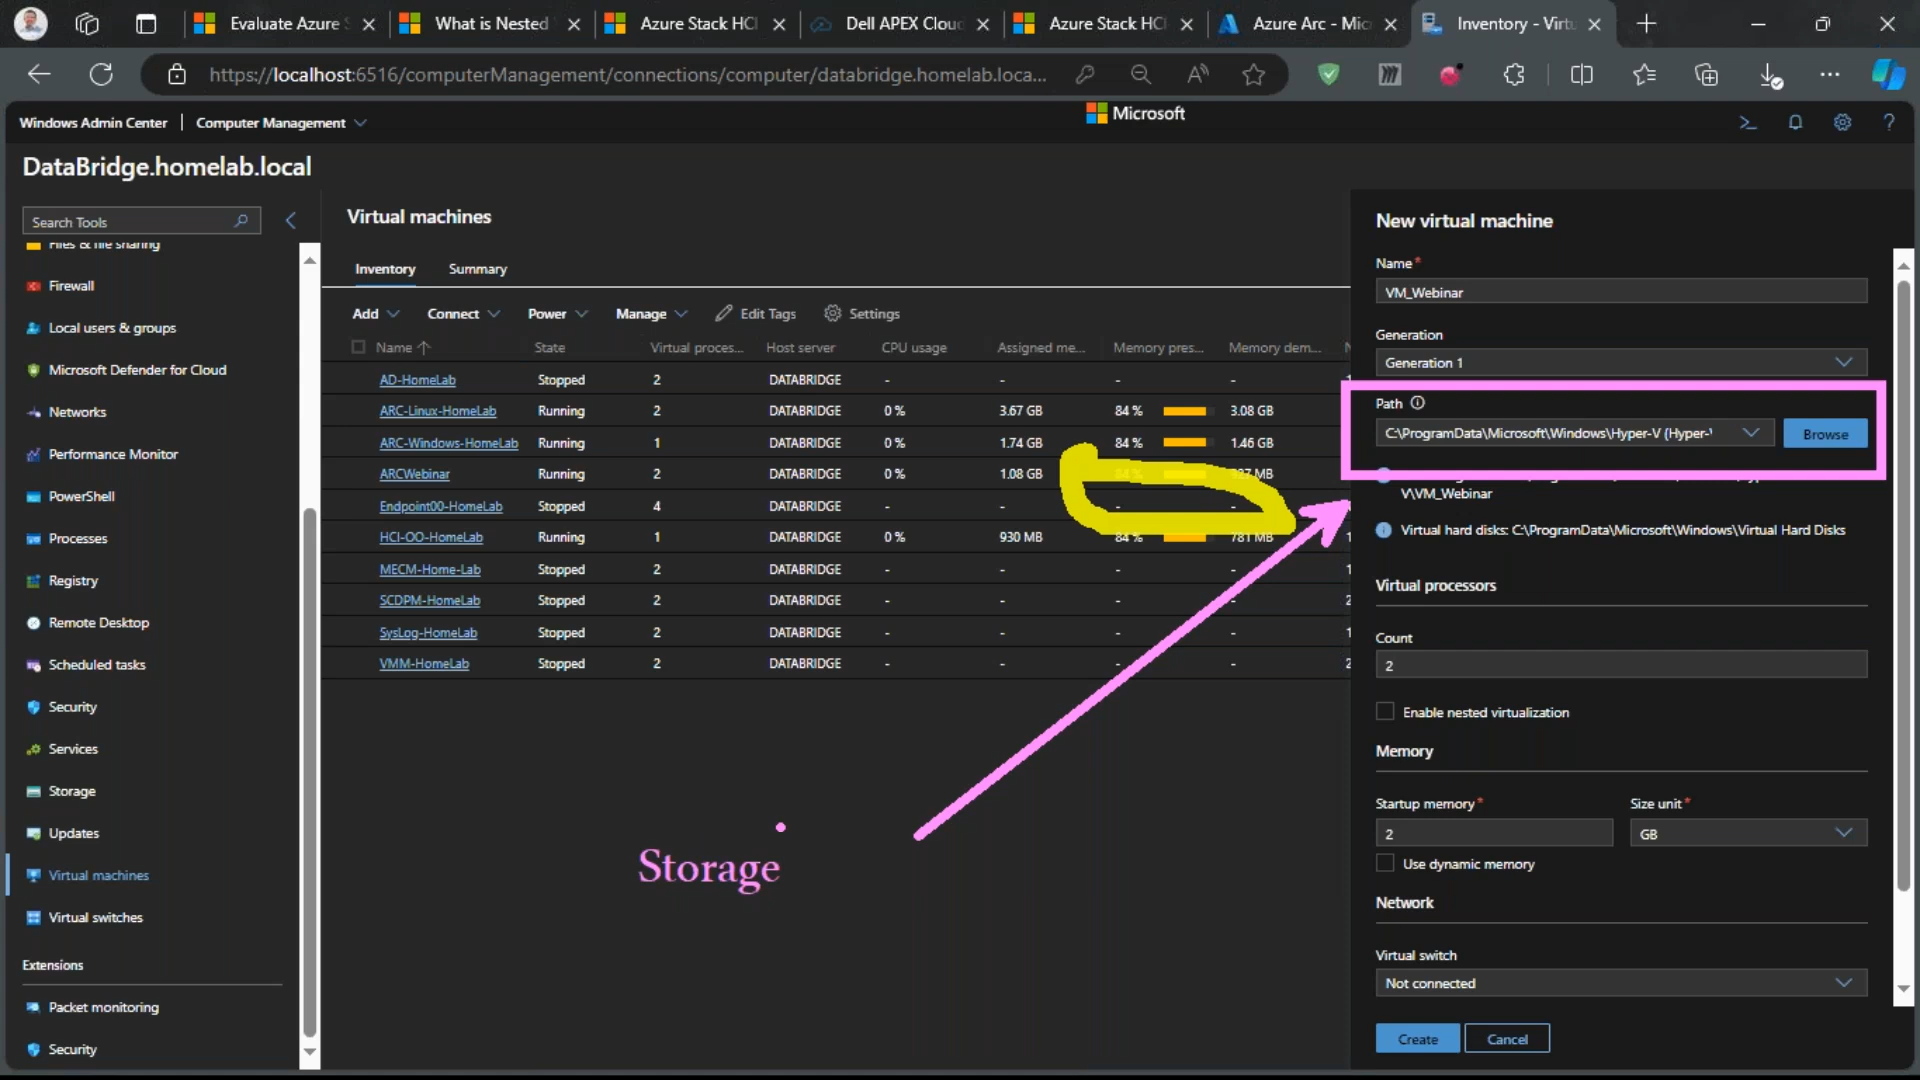 Evaluate Azure S
What is Nested
Azure Stack HCI
Dell APEX Cloud
Azure Stack HCI
Azure Arc - Mic
Inventory - Virtu
https://localhost:6516/computerManagement/connections/computer/databridge.homelab.loca...
Microsoft
Windows Admin Center
Computer Management
DataBridge.homelab.local
Search Tools
Files & file sharing
Firewall
Local users & groups
Microsoft Defender for Cloud
Networks
Performance Monitor
PowerShell
Processes
Registry
Remote Desktop
Scheduled tasks
Security
Services
Storage
Updates
Virtual machines
Virtual switches
Extensions
Packet monitoring
Security
Virtual machines
Inventory Summary
Add Connect Power Manage Edit Tags Settings
Name State Virtual proces... Host server CPU usage Assigned me... Memory pres... Memory dem...
AD-HomeLab Stopped 2 DATABRIDGE - - - -
ARC-Linux-HomeLab Running 2 DATABRIDGE 0 % 3.67 GB 84 % 3.08 GB
ARC-Windows-HomeLab Running 1 DATABRIDGE 0 % 1.74 GB 84 % 1.46 GB
ARCWebinar Running 2 DATABRIDGE 0 % 1.08 GB 84 % MB
Endpoint00-HomeLab Stopped 4 DATABRIDGE - - - -
HCI-OO-HomeLab Running 1 DATABRIDGE 0 % 930 MB 84 % 781 MB
MECM-Home-Lab Stopped 2 DATABRIDGE - - - -
SCDPM-HomeLab Stopped 2 DATABRIDGE - - - -
SysLog-HomeLab Stopped 2 DATABRIDGE - - - -
VMM-HomeLab Stopped 2 DATABRIDGE - - - -
Storage
New virtual machine
Name*
VM_Webinar
Generation
Generation 1
Path
C:\ProgramData\Microsoft\Windows\Hyper-V (Hyper-V
Browse
V\VM_Webinar
Virtual hard disks: C:\ProgramData\Microsoft\Windows\Virtual Hard Disks
Virtual processors
Count
2
Enable nested virtualization
Memory
Startup memory* Size unit*
2 GB
Use dynamic memory
Network
Virtual switch
Not connected
Create Cancel